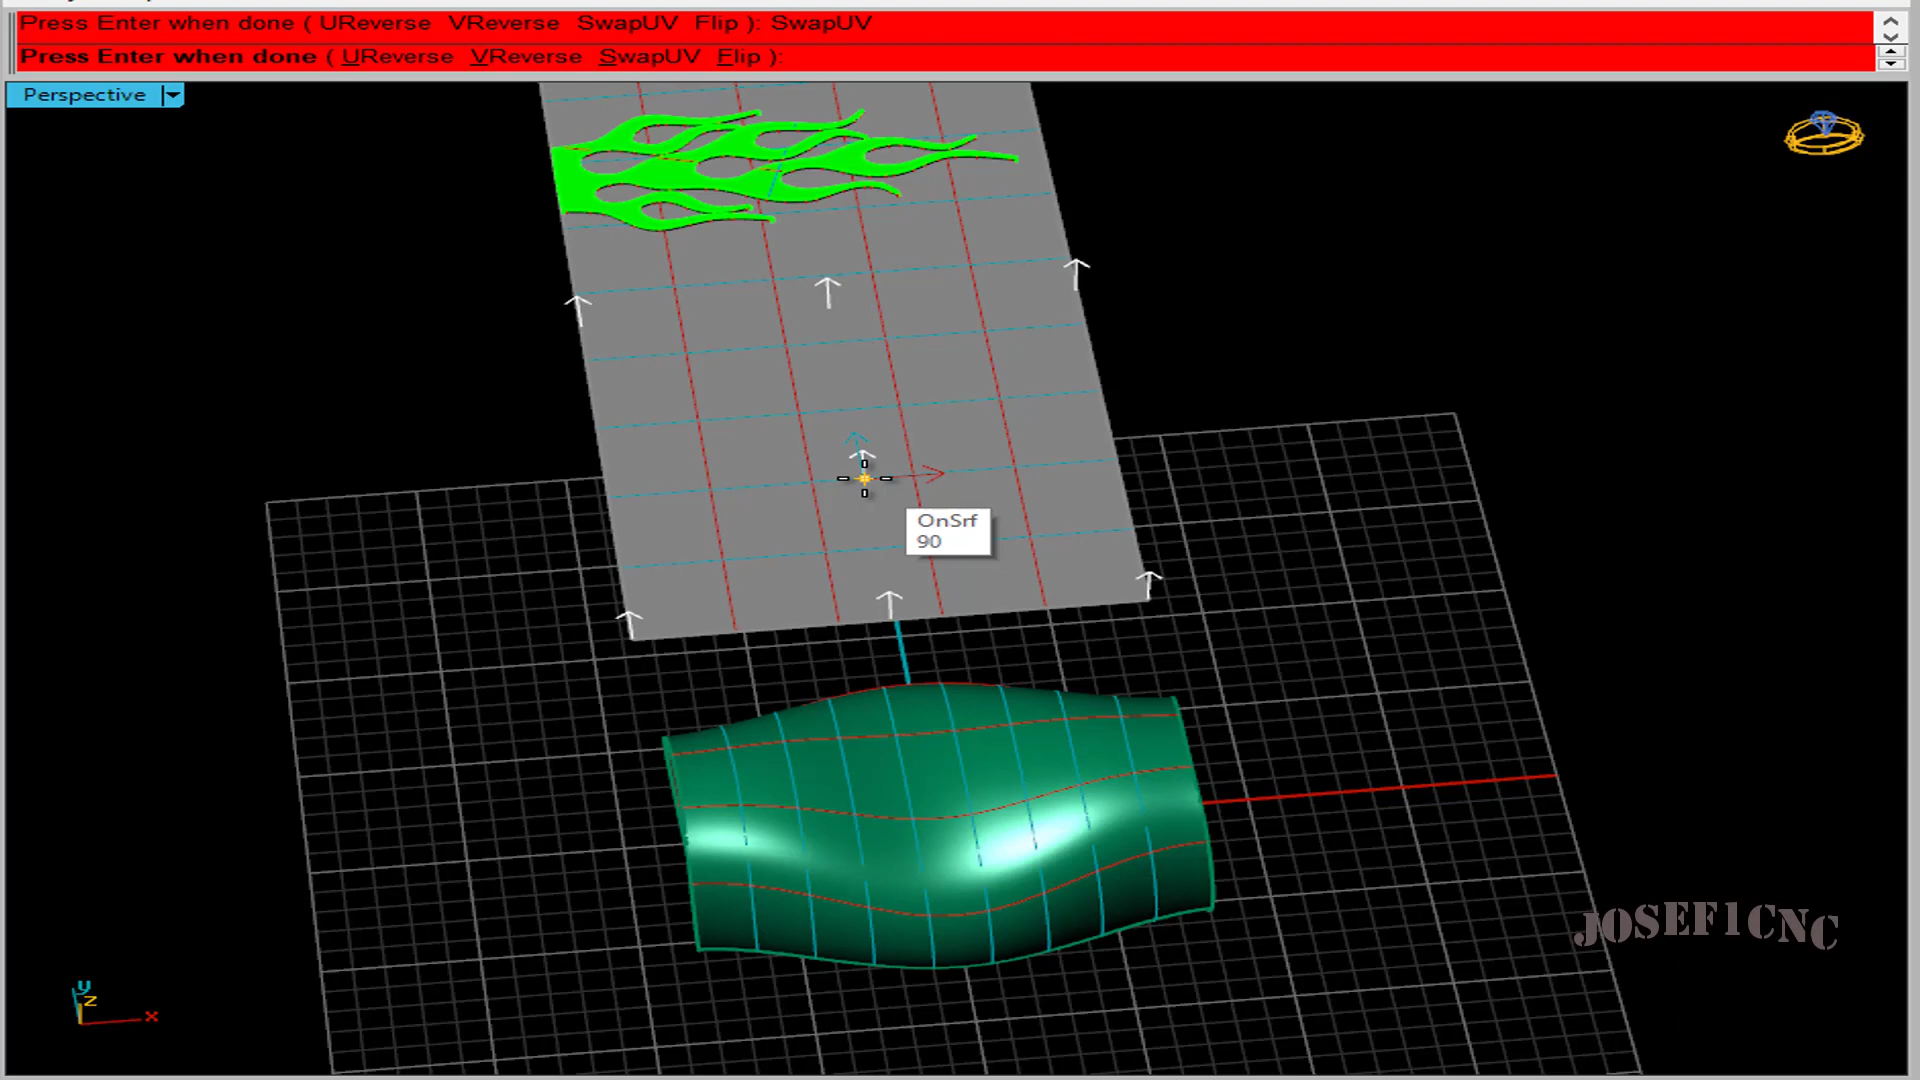 Press Enter when done ( UReverse VReverse SwapUV Flip ): SwapUV
Press Enter when done ( UReverse VReverse SwapUV Flip ):
Perspective
OnSrf
90
JOSEF1CNC
y
z
x